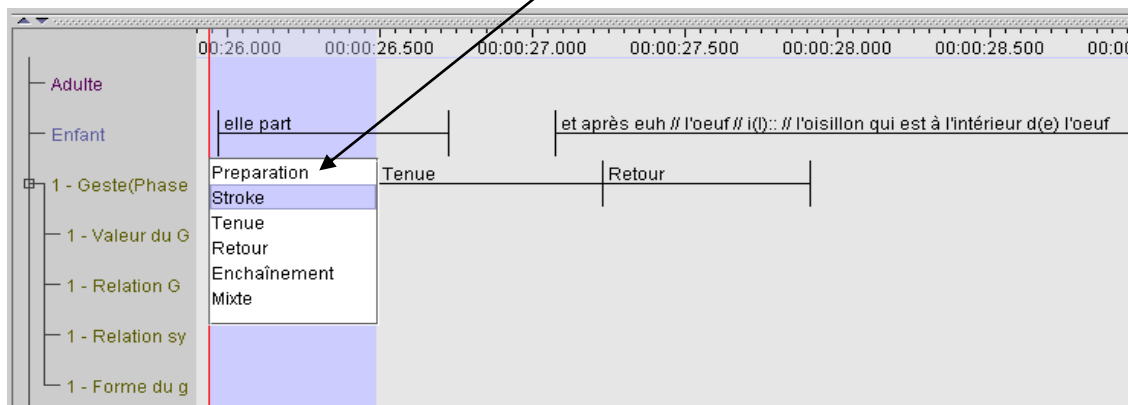 00:26.000 00:00:26.500 00:00:27.000 00:00:27.500 00:00:28.000 00:00:28.500 00:00
Adulte
Enfant
elle part
et après euh // l'oeuf // i(l):: // l'oisillon qui est à l'intérieur d(e) l'oeuf
1 - Geste(Phase
Preparation
Tenue
Retour
Stroke
Tenue
1 - Valeur du G
Retour
Enchaînement
1 - Relation G
Mixte
1 - Relation sy
1 - Forme du g